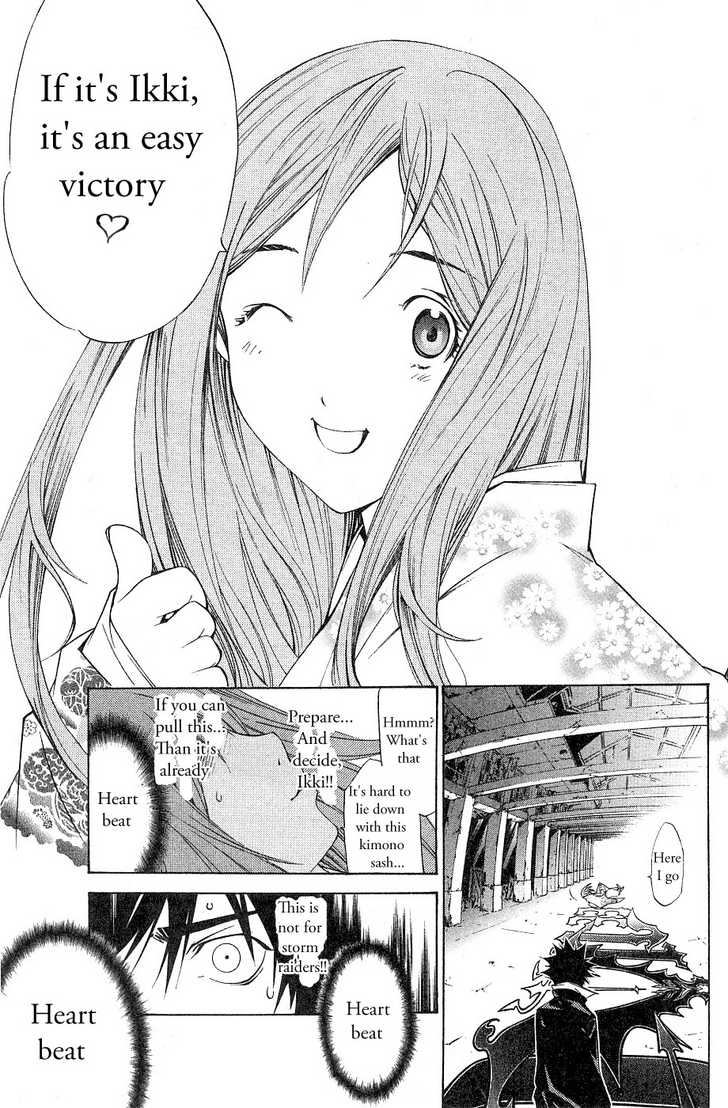 If it's Ikki,
it's an easy
victory
♡
Here
I go
Hmmm?
What's
that
It's hard to
lie down
with this
kimono
sash...
Prepare...
And
decide,
Ikki!!
If you can
pull this...
Than it's
already
Heart
beat
This is
not for
storm
raiders!!
Heart
beat
Heart
beat